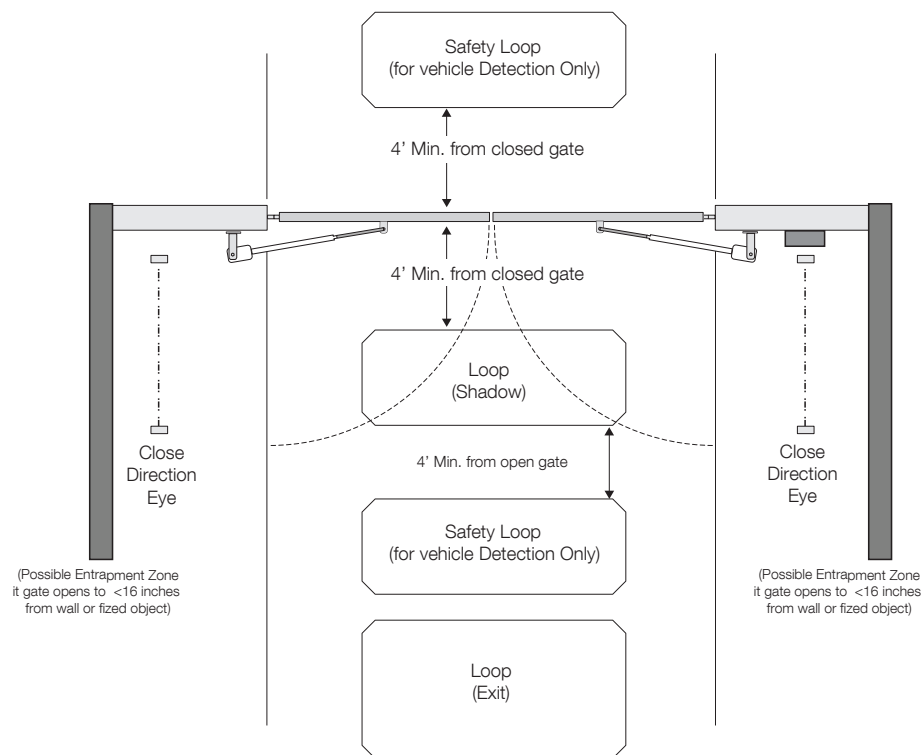 Safety Loop
(for vehicle Detection Only)
4' Min. from closed gate
4' Min. from closed gate
Loop
(Shadow)
4' Min. from open gate
Close
Direction
Eye
Close
Direction
Eye
Safety Loop
(for vehicle Detection Only)
(Possible Entrapment Zone
it gate opens to <16 inches
from wall or fized object)
(Possible Entrapment Zone
it gate opens to <16 inches
from wall or fized object)
Loop
(Exit)